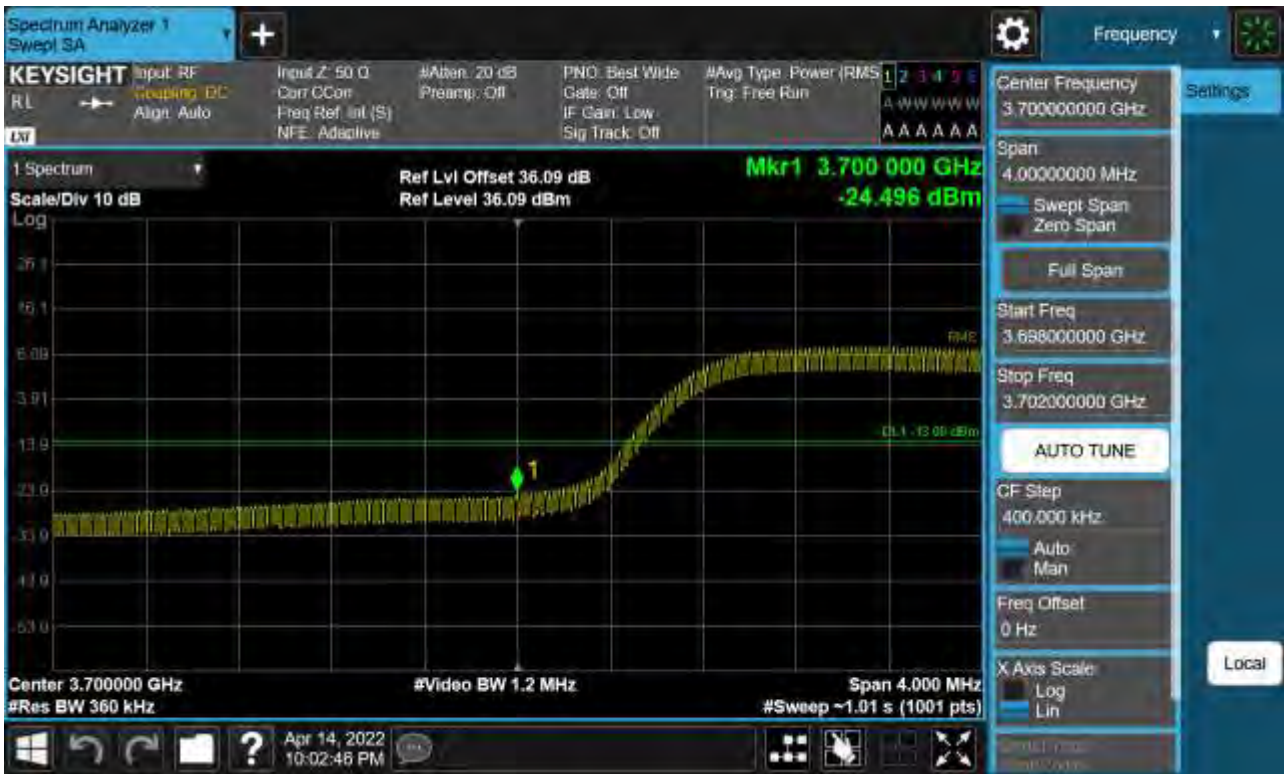 Spectrum Analyzer 1
Swept SA
+
Frequency
KEYSIGHT
RL
LXI
Input: RF
Coupling: DC
Align: Auto
Input Z: 50 Ω
Corr CCorr
Freq Ref: Int (S)
NFE: Adaptive
#Atten: 20 dB
Preamp: Off
PNO: Best Wide
Gate: Off
IF Gain: Low
Sig Track: Off
#Avg Type: Power (RMS
Trig: Free Run
1 2 3 4 5 6
A W W W W W
A A A A A A
1 Spectrum
Scale/Div 10 dB
Log
Ref Lvl Offset 36.09 dB
Ref Level 36.09 dBm
Mkr1 3.700 000 GHz
-24.496 dBm
26.1
16.1
6.09
-3.91
-13.9
-23.9
-33.9
-43.9
-53.9
RMS
DL1 -13.00 dBm
1
Center 3.700000 GHz
#Res BW 360 kHz
#Video BW 1.2 MHz
Span 4.000 MHz
#Sweep ~1.01 s (1001 pts)
Center Frequency
3.700000000 GHz
Settings
Span
4.00000000 MHz
Swept Span
Zero Span
Full Span
Start Freq
3.698000000 GHz
Stop Freq
3.702000000 GHz
AUTO TUNE
CF Step
400.000 kHz
Auto
Man
Freq Offset
0 Hz
X Axis Scale
Log
Lin
Local
?
Apr 14, 2022
10:02:46 PM